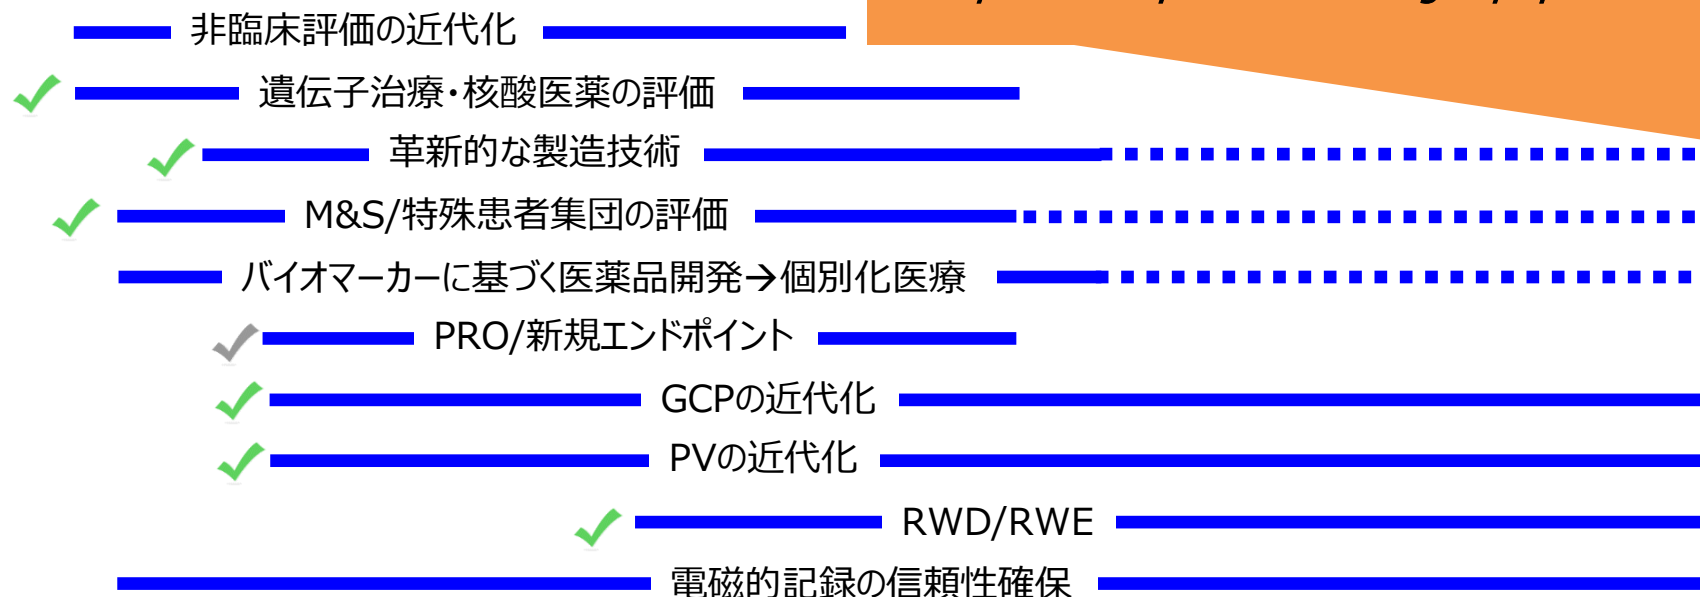 非臨床評価の近代化
遺伝子治療・核酸医薬の評価
革新的な製造技術
M&S/特殊患者集団の評価
バイオマーカーに基づく医薬品開発→個別化医療
PRO/新規エンドポイント
GCPの近代化
PVの近代化
RWD/RWE
電磁的記録の信頼性確保